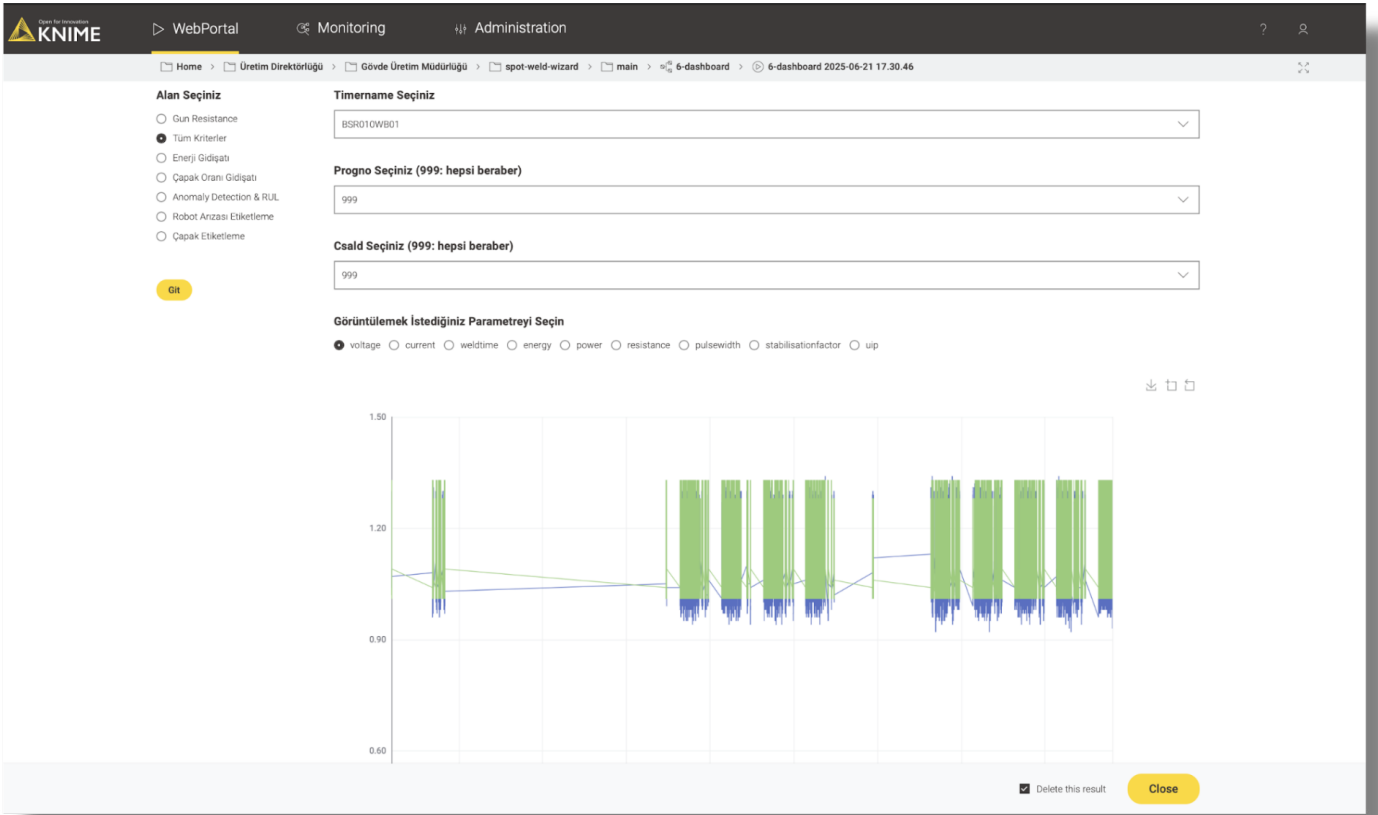 Open for Innovation
KNIME
WebPortal
Monitoring
Administration
?
Home > Üretim Direktörlüğü > Gövde Üretim Müdürlüğü > spot-weld-wizard > main > 6-dashboard > 6-dashboard 2025-06-21 17.30.46
Alan Seçiniz
Gun Resistance
Tüm Kriterler
Enerji Gidişatı
Çapak Oranı Gidişatı
Anomaly Detection & RUL
Robot Arızası Etiketleme
Çapak Etiketleme
Git
Timername Seçiniz
BSR010WB01
Progno Seçiniz (999: hepsi beraber)
999
Csald Seçiniz (999: hepsi beraber)
999
Görüntülemek İstediğiniz Parametreyi Seçin
voltage current weldtime energy power resistance pulsewidth stabilisationfactor uip
1.50
1.20
0.90
0.60
Delete this result
Close